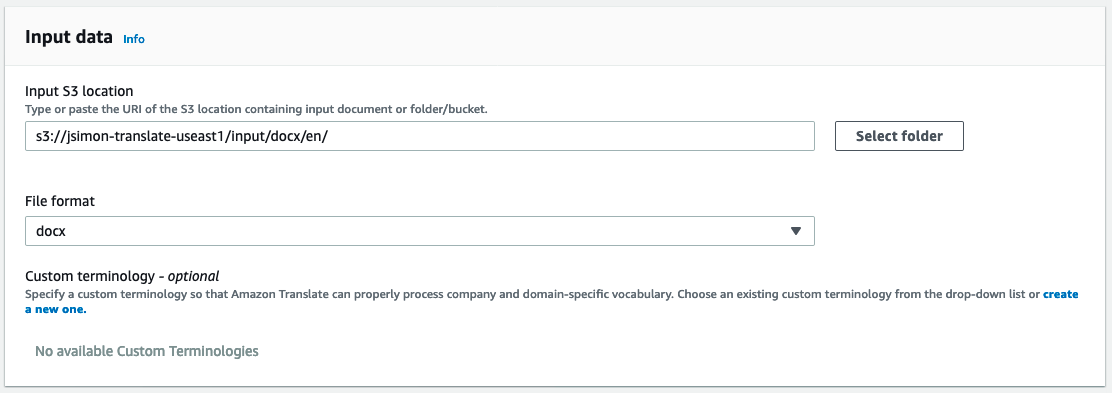 Input data Info
Input S3 location
Type or paste the URI of the S3 location containing input document or folder/bucket.
s3://jsimon-translate-useast1/input/docx/en/
Select folder
File format
docx
Custom terminology - optional
Specify a custom terminology so that Amazon Translate can properly process company and domain-specific vocabulary. Choose an existing custom terminology from the drop-down list or create
a new one.
No available Custom Terminologies